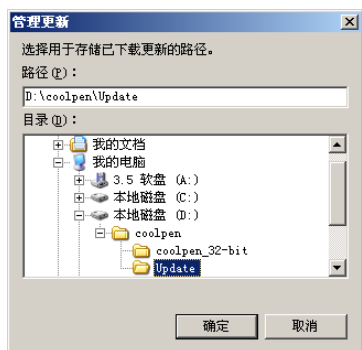 管理更新
选择用于存储已下载更新的路径。
路径(P):
D:\coolpen\Update
目录(D):
我的文档
我的电脑
3.5 软盘 (A:)
本地磁盘 (C:)
本地磁盘 (D:)
coolpen
coolpen_32-bit
Update
确定
取消